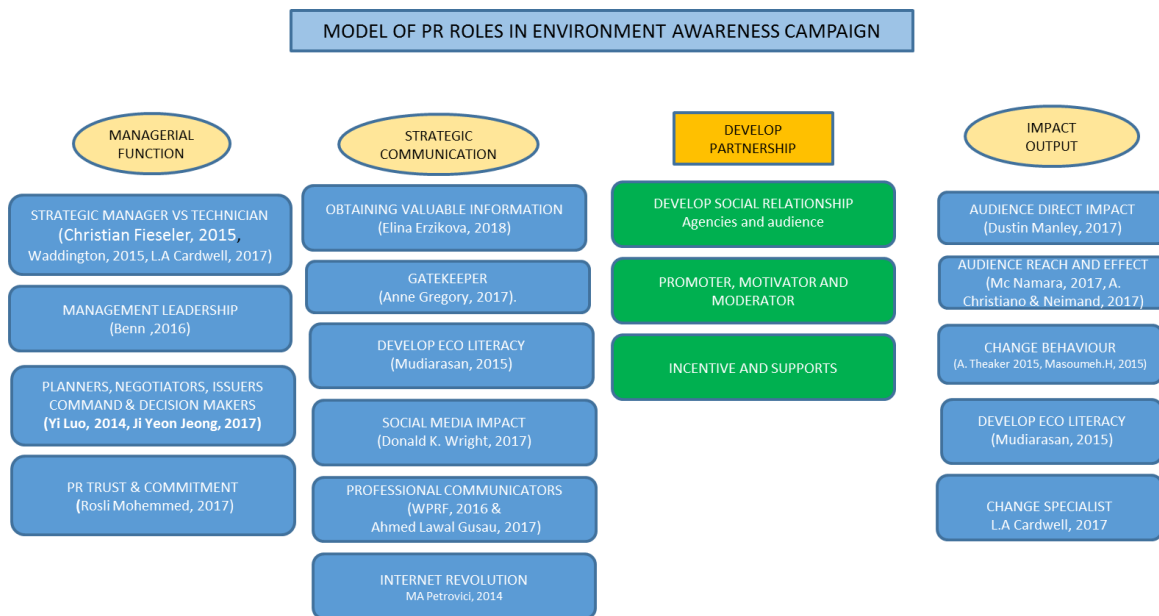 MODEL OF PR ROLES IN ENVIRONMENT AWARENESS CAMPAIGN
MANAGERIAL
FUNCTION
STRATEGIC MANAGER VS TECHNICIAN
(Christian Fieseler, 2015,
Waddington, 2015, L.A Cardwell, 2017)
MANAGEMENT LEADERSHIP
(Benn ,2016)
PLANNERS, NEGOTIATORS, ISSUERS
COMMAND & DECISION MAKERS
(Yi Luo, 2014, Ji Yeon Jeong, 2017)
PR TRUST & COMMITMENT
(Rosli Mohemmed, 2017)
STRATEGIC
COMMUNICATION
OBTAINING VALUABLE INFORMATION
(Elina Erzikova, 2018)
GATEKEEPER
(Anne Gregory, 2017).
DEVELOP ECO LITERACY
(Mudiarasan, 2015)
SOCIAL MEDIA IMPACT
(Donald K. Wright, 2017)
PROFESSIONAL COMMUNICATORS
(WPRF, 2016 &
Ahmed Lawal Gusau, 2017)
INTERNET REVOLUTION
MA Petrovici, 2014
DEVELOP
PARTNERSHIP
DEVELOP SOCIAL RELATIONSHIP
Agencies and audience
PROMOTER, MOTIVATOR AND
MODERATOR
INCENTIVE AND SUPPORTS
IMPACT
OUTPUT
AUDIENCE DIRECT IMPACT
(Dustin Manley, 2017)
AUDIENCE REACH AND EFFECT
(Mc Namara, 2017, A.
Christiano & Neimand, 2017)
CHANGE BEHAVIOUR
(A. Theaker 2015, Masoumeh.H, 2015)
DEVELOP ECO LITERACY
(Mudiarasan, 2015)
CHANGE SPECIALIST
L.A Cardwell, 2017